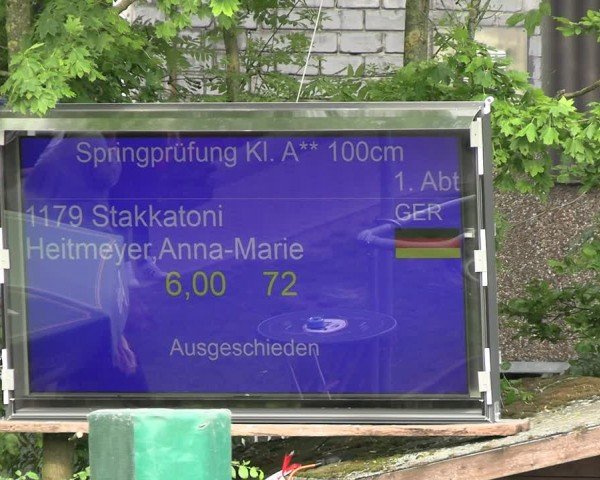 Springprüfung Kl. A** 100cm
1. Abt
1179 Stakkatoni
GER
Heitmeyer,Anna-Marie
6,00 72
Ausgeschieden